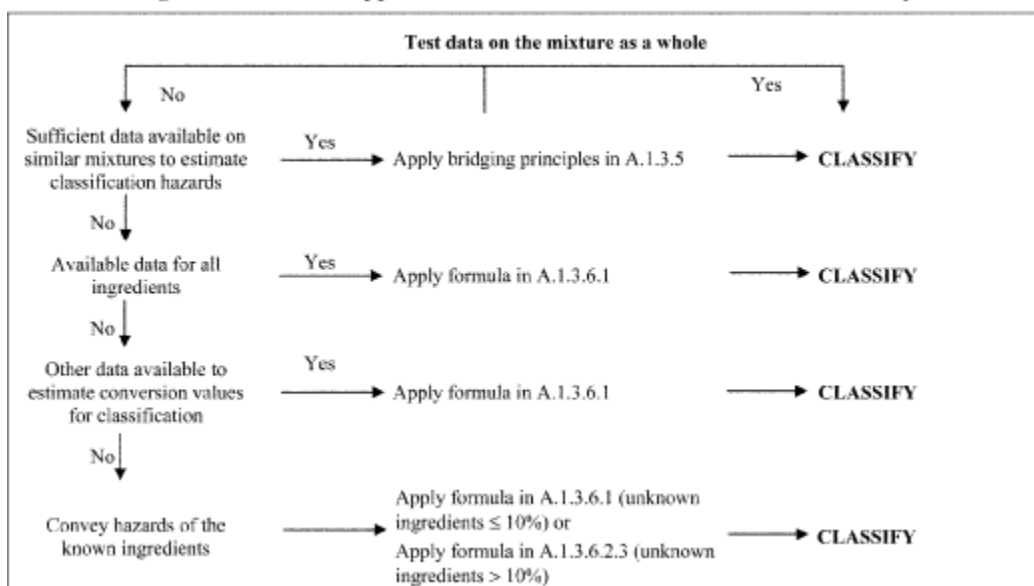 Test data on the mixture as a whole
No
Yes
Sufficient data available on
similar mixtures to estimate
classification hazards
Yes
Apply bridging principles in A.1.3.5
CLASSIFY
No
Available data for all
ingredients
Yes
Apply formula in A.1.3.6.1
CLASSIFY
No
Other data available to
estimate conversion values
for classification
Yes
Apply formula in A.1.3.6.1
CLASSIFY
No
Convey hazards of the
known ingredients
Apply formula in A.1.3.6.1 (unknown
ingredients ≤ 10%) or
Apply formula in A.1.3.6.2.3 (unknown
ingredients > 10%)
CLASSIFY